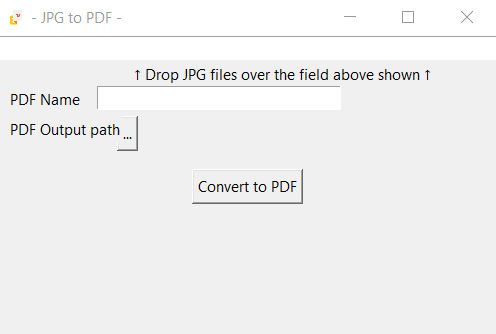 - JPG to PDF -
↑ Drop JPG files over the field above shown ↑
PDF Name
PDF Output path ...
Convert to PDF